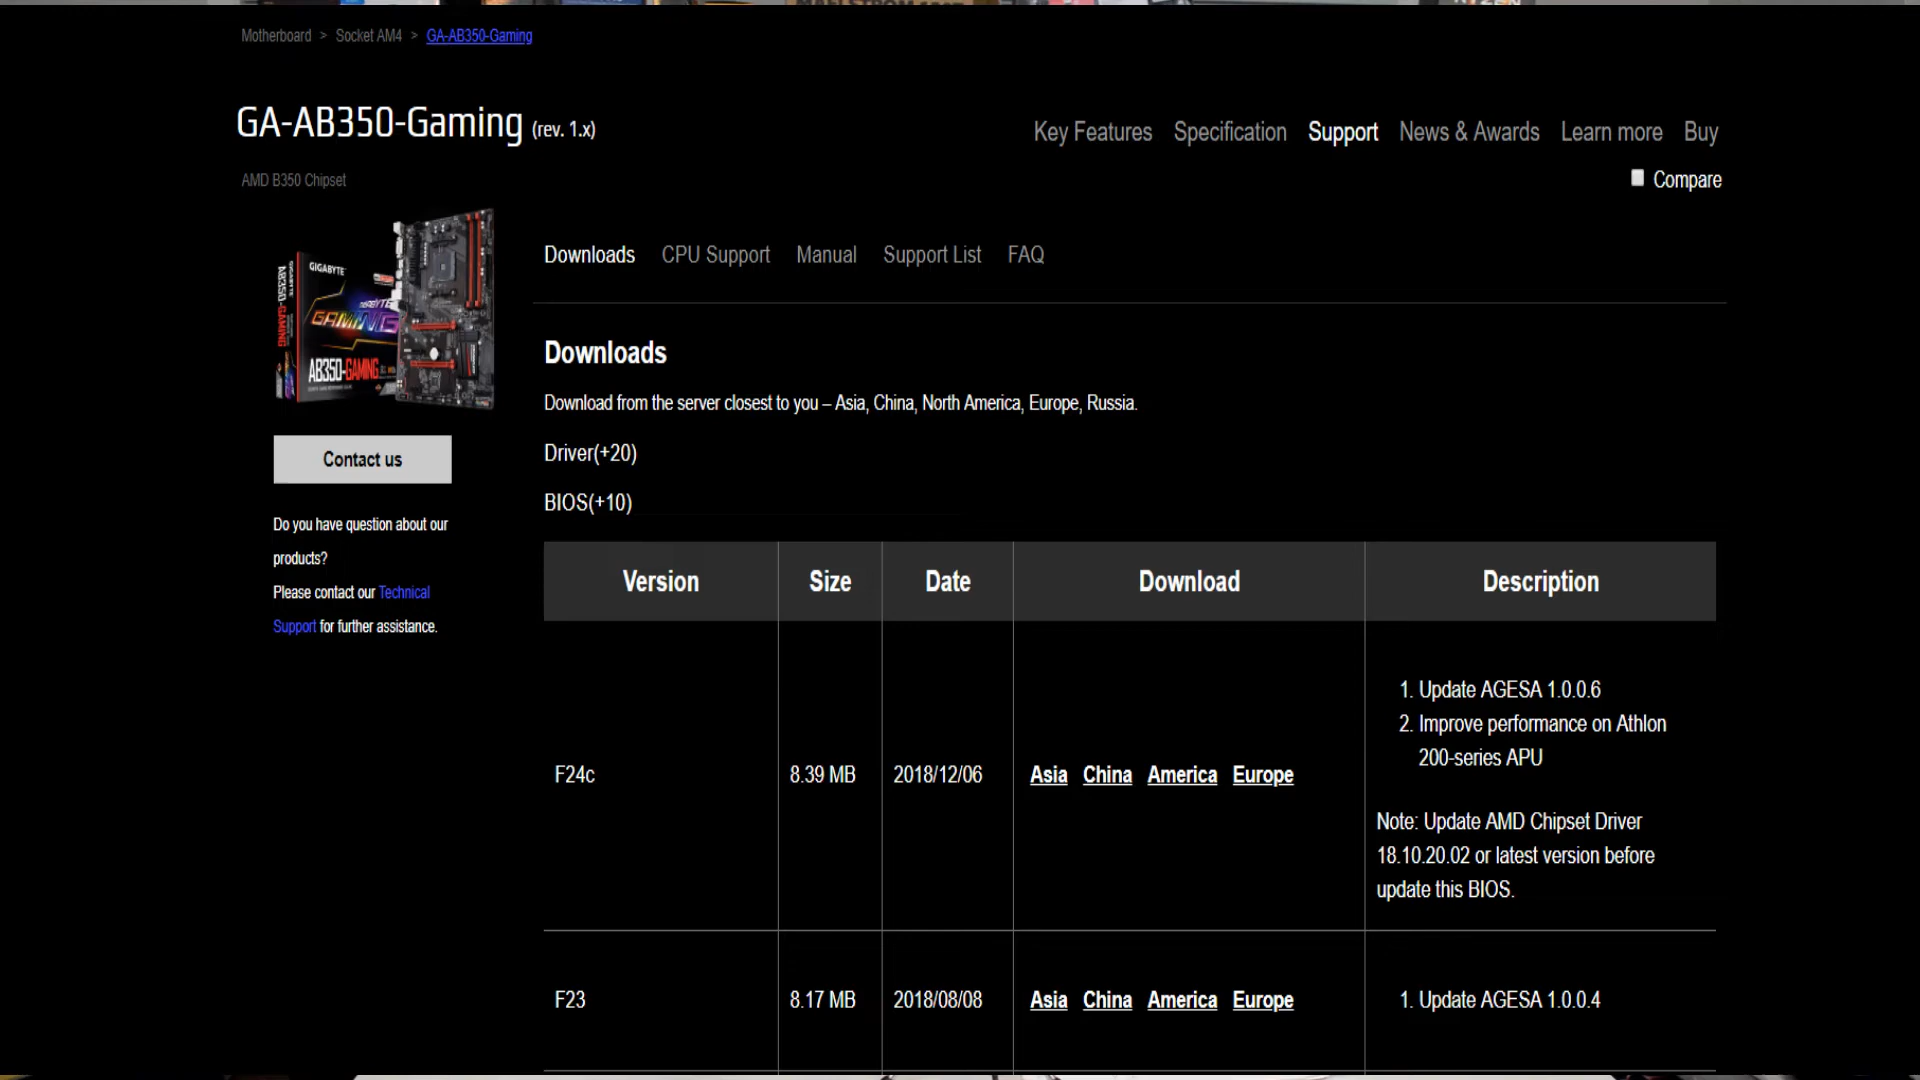 Motherboard > Socket AM4 > GA-AB350-Gaming
GA-AB350-Gaming (rev. 1.x)
Key Features Specification Support News & Awards Learn more Buy
AMD B350 Chipset
Compare
GIGABYTE
GAMING
AB350-GAMING
Downloads CPU Support Manual Support List FAQ
Downloads
Download from the server closest to you – Asia, China, North America, Europe, Russia.
Driver(+20)
BIOS(+10)
Contact us
Do you have question about our
products?
Please contact our Technical
Support for further assistance.
Version Size Date Download Description
F24c 8.39 MB 2018/12/06 Asia China America Europe
1. Update AGESA 1.0.0.6
2. Improve performance on Athlon
200-series APU
Note: Update AMD Chipset Driver
18.10.20.02 or latest version before
update this BIOS.
F23 8.17 MB 2018/08/08 Asia China America Europe 1. Update AGESA 1.0.0.4